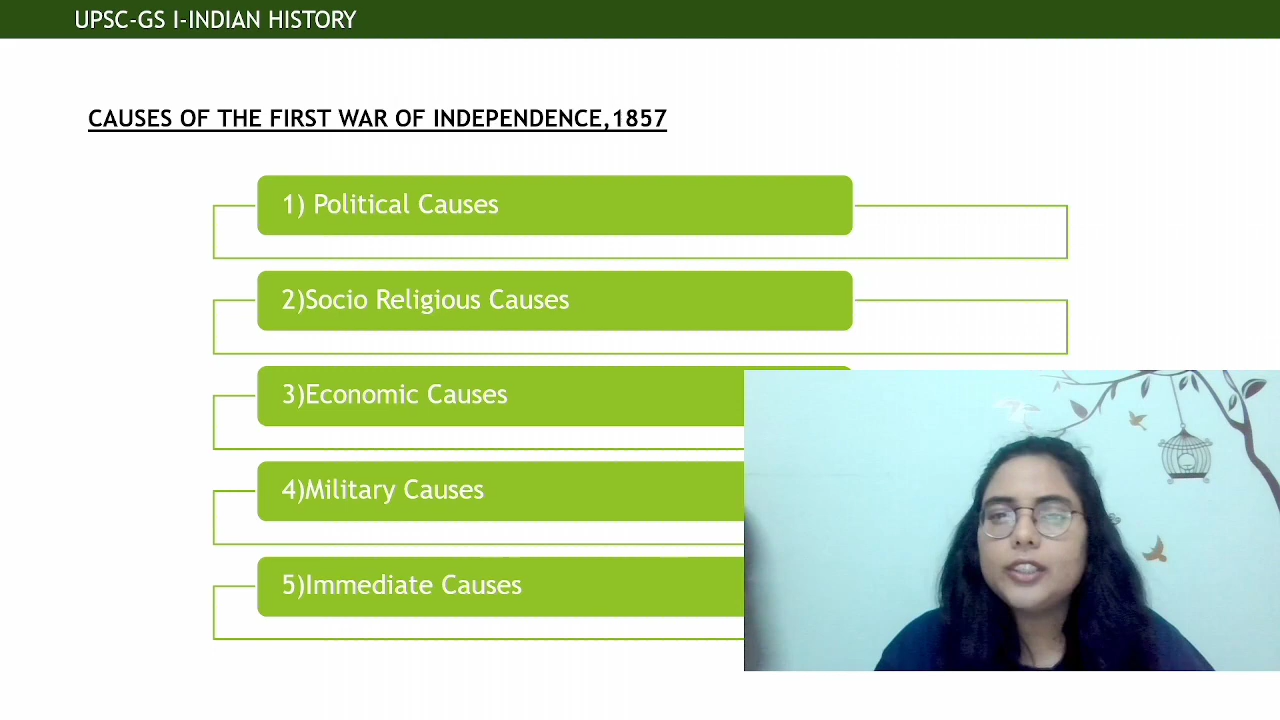 UPSC-GS I-INDIAN HISTORY
CAUSES OF THE FIRST WAR OF INDEPENDENCE,1857
1) Political Causes
2)Socio Religious Causes
3)Economic Causes
4)Military Causes
5)Immediate Causes